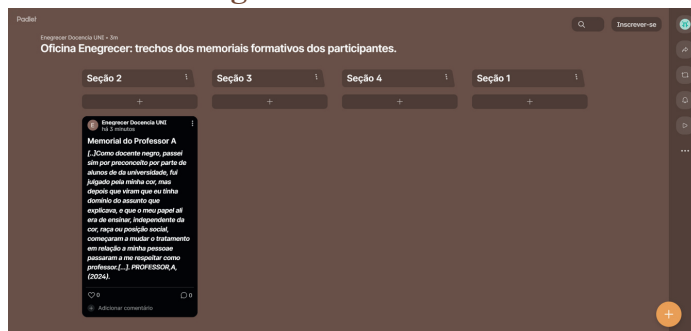 Padlet
Inscrever-se
Enegrecer Docencia UNI • 3m
Oficina Enegrecer: trechos dos memoriais formativos dos participantes.
Seção 2
Seção 3
Seção 4
Seção 1
E
Enegrecer Docencia UNI
há 3 minutos
Memorial do Professor A
[..]Como docente negro, passei
sim por preconceito por parte de
alunos de da universidade, fui
julgado pela minha cor, mas
depois que viram que eu tinha
domínio do assunto que
explicava, e que o meu papel ali
era de ensinar, independente da
cor, raça ou posição social,
começaram a mudar o tratamento
em relação a minha pessoae
passaram a me respeitar como
professor.[...]. PROFESSOR,A,
(2024).
0
0
Adicionar comentário